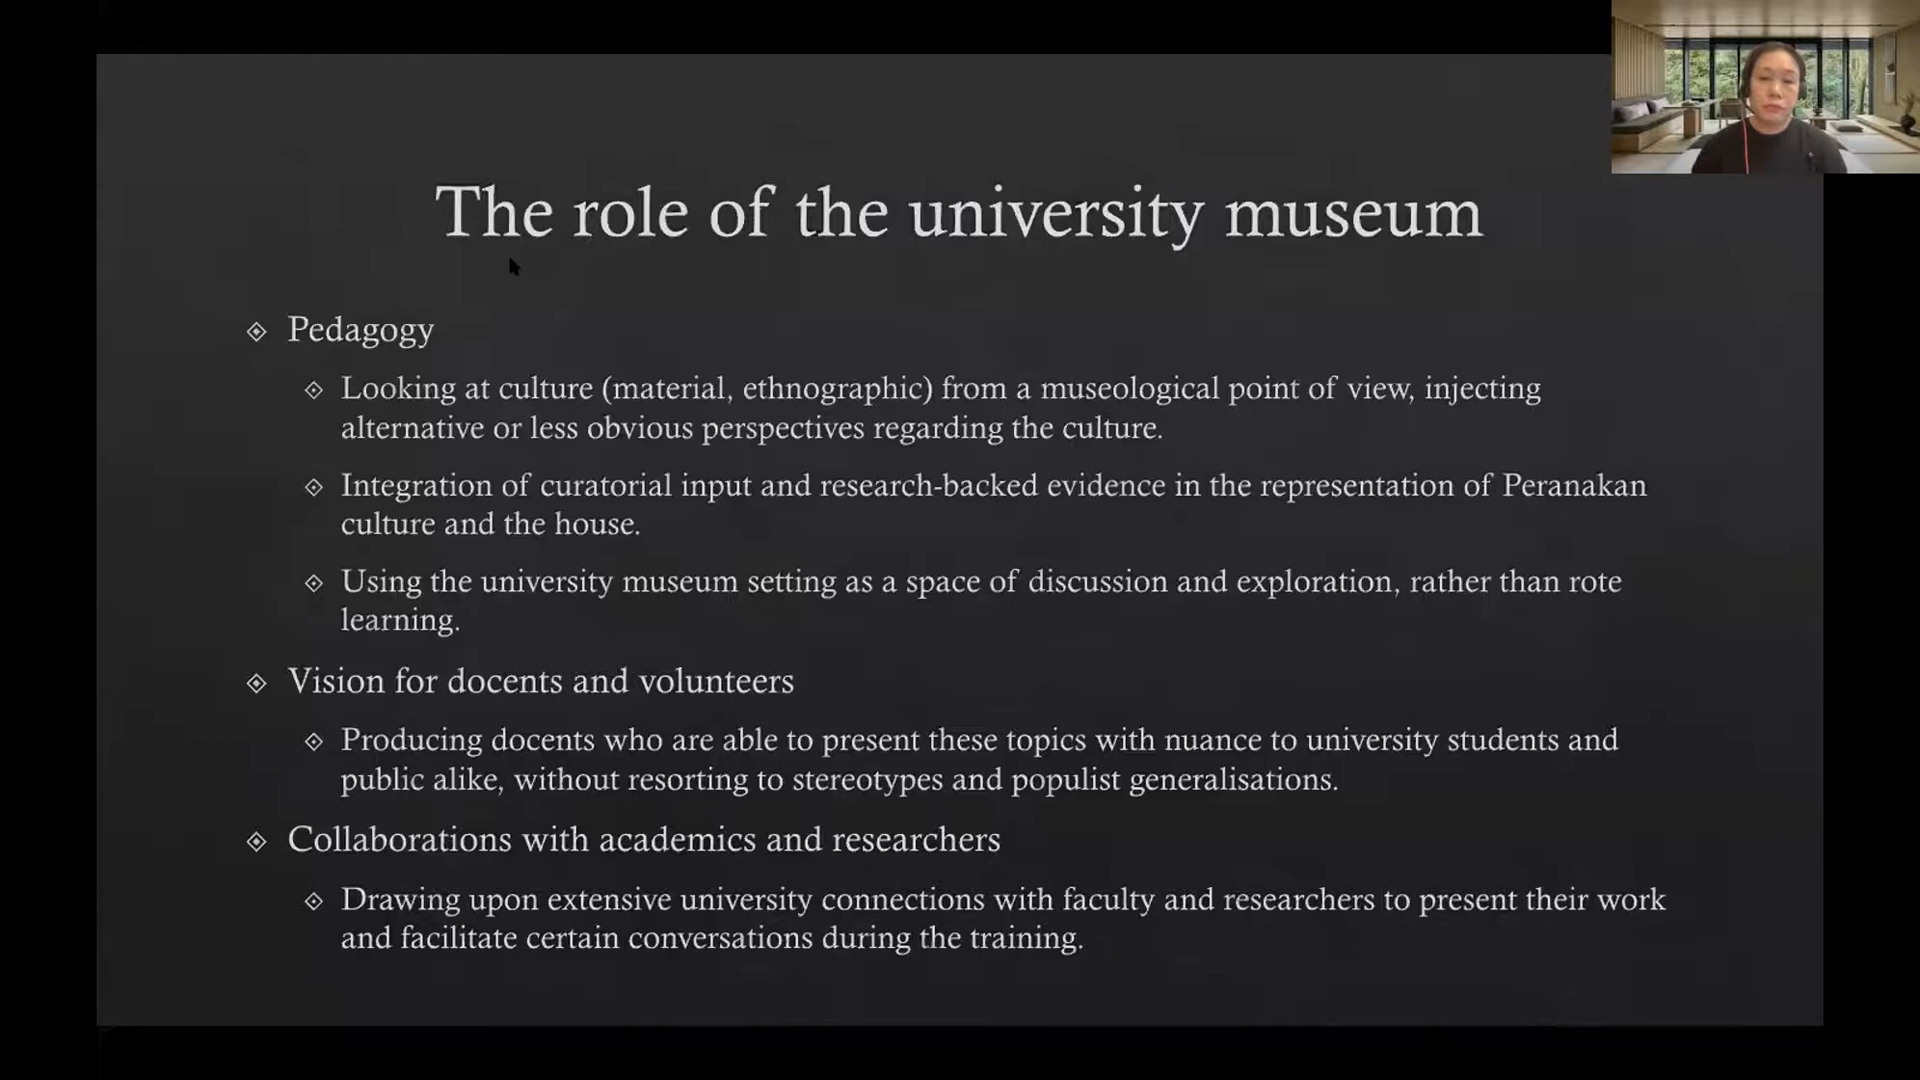 The role of the university museum
Pedagogy
Looking at culture (material, ethnographic) from a museological point of view, injecting
alternative or less obvious perspectives regarding the culture.
Integration of curatorial input and research-backed evidence in the representation of Peranakan
culture and the house.
Using the university museum setting as a space of discussion and exploration, rather than rote
learning.
Vision for docents and volunteers
Producing docents who are able to present these topics with nuance to university students and
public alike, without resorting to stereotypes and populist generalisations.
Collaborations with academics and researchers
Drawing upon extensive university connections with faculty and researchers to present their work
and facilitate certain conversations during the training.